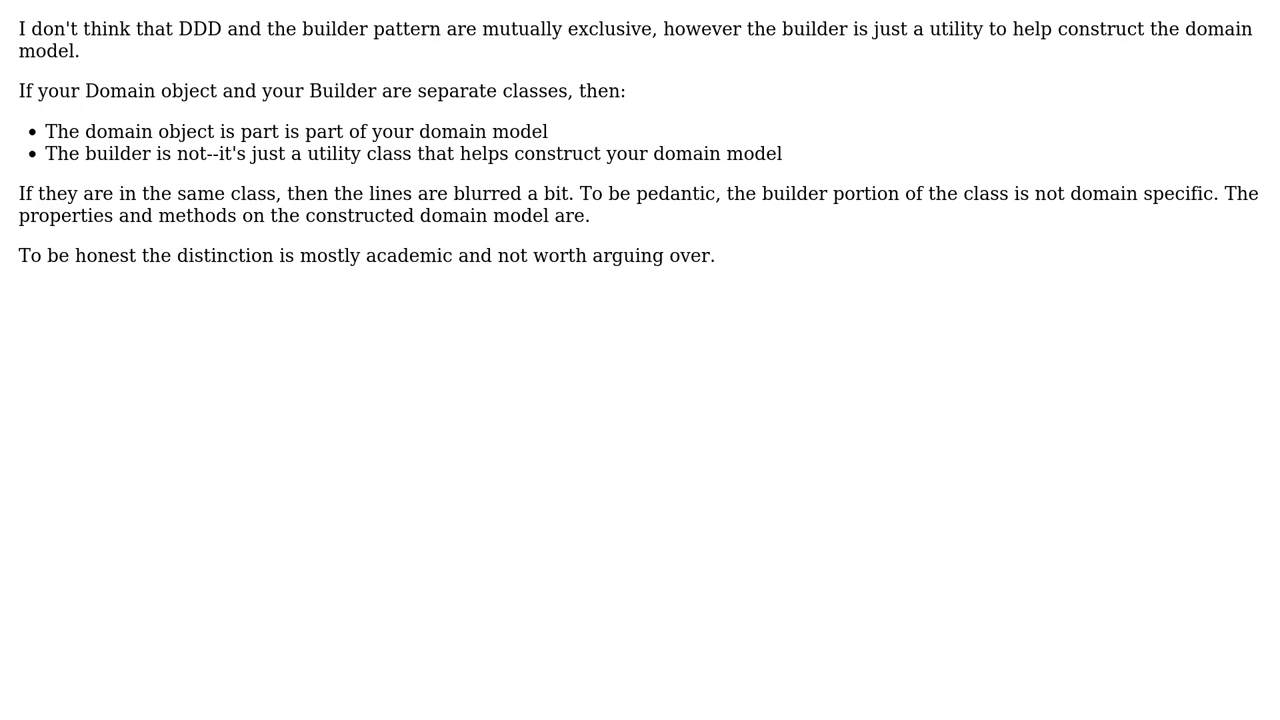 I don't think that DDD and the builder pattern are mutually exclusive, however the builder is just a utility to help construct the domain
model.
If your Domain object and your Builder are separate classes, then:
• The domain object is part is part of your domain model
• The builder is not--it's just a utility class that helps construct your domain model
If they are in the same class, then the lines are blurred a bit. To be pedantic, the builder portion of the class is not domain specific. The
properties and methods on the constructed domain model are.
To be honest the distinction is mostly academic and not worth arguing over.